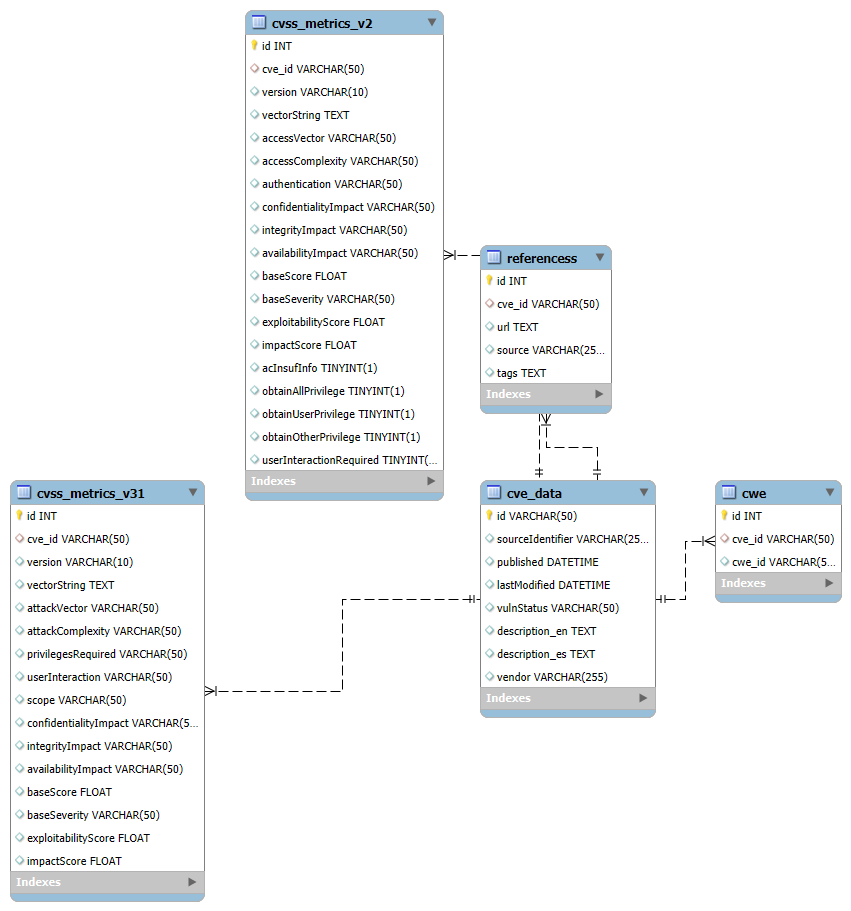 cvss_metrics_v2
id INT
cve_id VARCHAR(50)
version VARCHAR(10)
vectorString TEXT
accessVector VARCHAR(50)
accessComplexity VARCHAR(50)
authentication VARCHAR(50)
confidentialityImpact VARCHAR(50)
integrityImpact VARCHAR(50)
availabilityImpact VARCHAR(50)
baseScore FLOAT
baseSeverity VARCHAR(50)
exploitabilityScore FLOAT
impactScore FLOAT
acInsufInfo TINYINT(1)
obtainAllPrivilege TINYINT(1)
obtainUserPrivilege TINYINT(1)
obtainOtherPrivilege TINYINT(1)
userInteractionRequired TINYINT(...
Indexes
referencess
id INT
cve_id VARCHAR(50)
url TEXT
source VARCHAR(25...
tags TEXT
Indexes
cvss_metrics_v31
id INT
cve_id VARCHAR(50)
version VARCHAR(10)
vectorString TEXT
attackVector VARCHAR(50)
attackComplexity VARCHAR(50)
privilegesRequired VARCHAR(50)
userInteraction VARCHAR(50)
scope VARCHAR(50)
confidentialityImpact VARCHAR(5...
integrityImpact VARCHAR(50)
availabilityImpact VARCHAR(50)
baseScore FLOAT
baseSeverity VARCHAR(50)
exploitabilityScore FLOAT
impactScore FLOAT
Indexes
cve_data
id VARCHAR(50)
sourceIdentifier VARCHAR(25...
published DATETIME
lastModified DATETIME
vulnStatus VARCHAR(50)
description_en TEXT
description_es TEXT
vendor VARCHAR(255)
Indexes
cwe
id INT
cve_id VARCHAR(50)
cwe_id VARCHAR(5...
Indexes